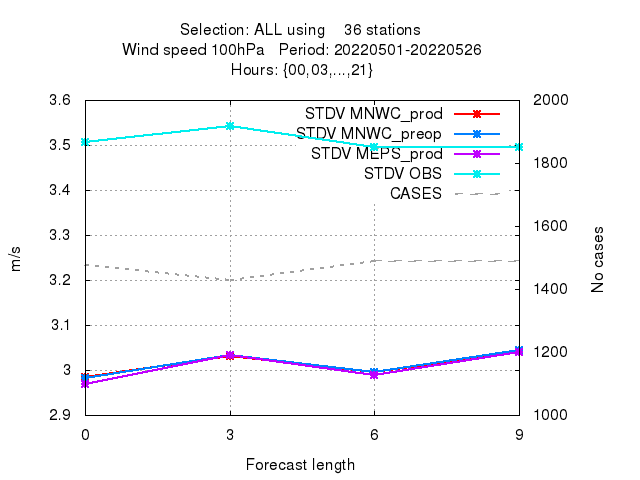 Selection: ALL using 36 stations
Wind speed 100hPa Period: 20220501-20220526
Hours: {00,03,...,21}
3.6
3.5
3.4
3.3
3.2
3.1
3
2.9
m/s
STDV MNWC_prod
STDV MNWC_preop
STDV MEPS_prod
STDV OBS
CASES
2000
1800
1600
1400
1200
1000
No cases
0 3 6 9
Forecast length